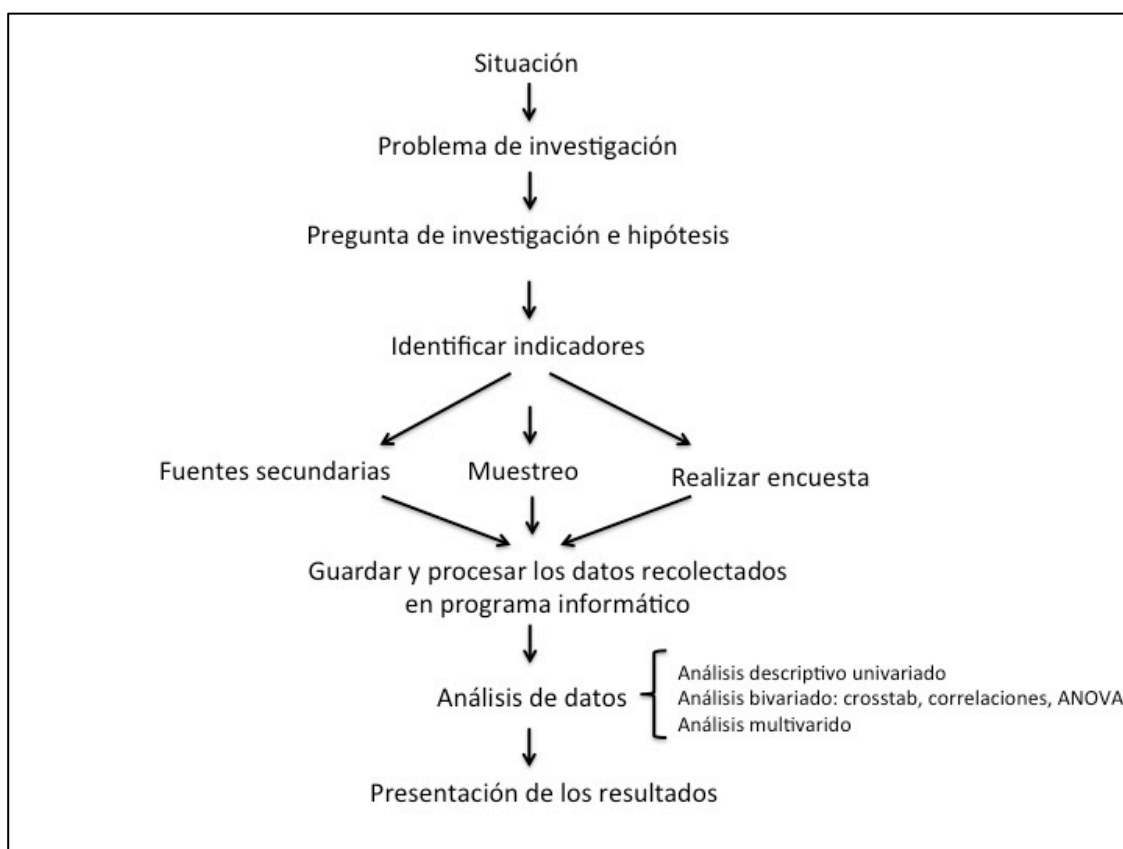 Situación
Problema de investigación
Pregunta de investigación e hipótesis
Identificar indicadores
Fuentes secundarias
Muestreo
Realizar encuesta
Guardar y procesar los datos recolectados
en programa informático
Análisis de datos
Análisis descriptivo univariado
Análisis bivariado: crosstab, correlaciones, ANOVA
Análisis multivarido
Presentación de los resultados